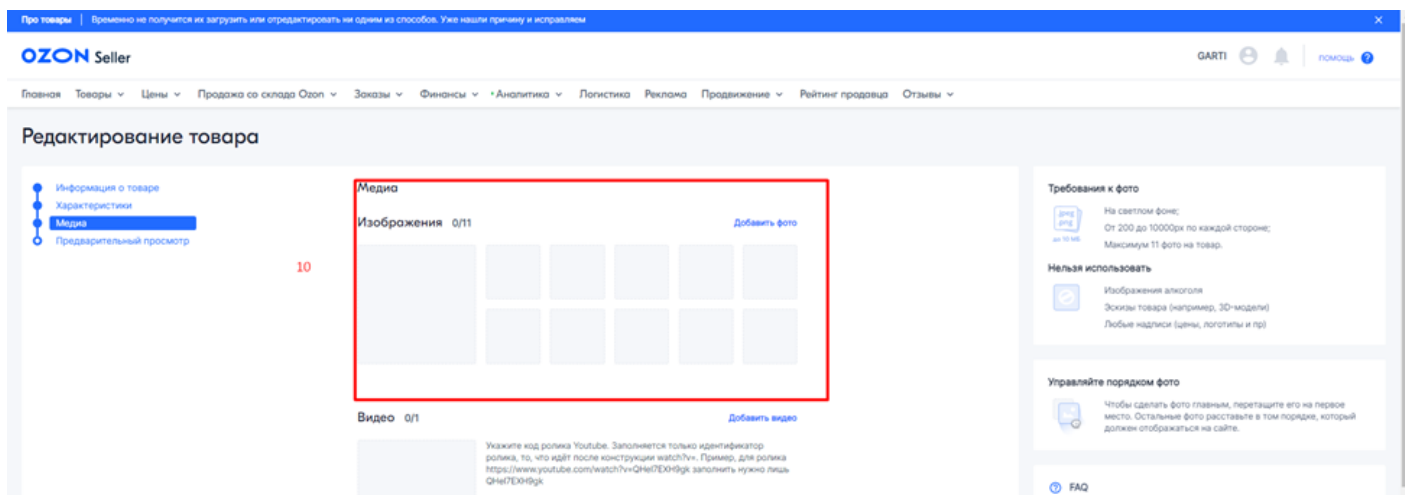 Про товары | Временно не получится их загрузить или отредактировать ни одним из способов. Уже нашли причину и исправляем
OZON Seller
GARTI
помощь
Главная Товары Цены Продажа со склада Ozon Заказы Финансы Аналитика Логистика Реклама Продвижение Рейтинг продавца Отзывы
Редактирование товара
Информация о товаре
Характеристики
Медиа
Предварительный просмотр
10
Медиа
Изображения 0/11
Добавить фото
Видео 0/1
Добавить видео
Укажите код ролика Youtube. Заполняется только идентификатор
ролика, то, что идёт после конструкции watch?v=. Пример, для ролика
https://www.youtube.com/watch?v=QHeI7EXH9gk заполнить нужно лишь
QHeI7EXH9gk
Требования к фото
jpeg
png
до 10 МБ
На светлом фоне;
От 200 до 10000px по каждой стороне;
Максимум 11 фото на товар.
Нельзя использовать
Изображения алкоголя
Эскизы товара (например, 3D-модели)
Любые надписи (цены, логотипы и пр)
Управляйте порядком фото
Чтобы сделать фото главным, перетащите его на первое
место. Остальные фото расставьте в том порядке, который
должен отображаться на сайте.
FAQ